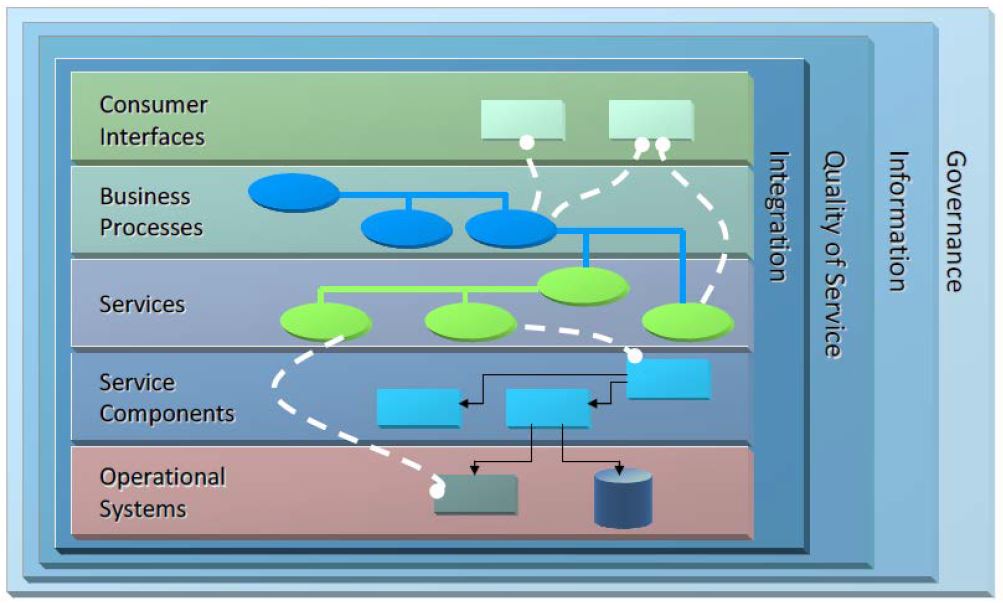 Consumer
Interfaces
Business
Processes
Services
Service
Components
Operational
Systems
Integration
Quality of Service
Information
Governance